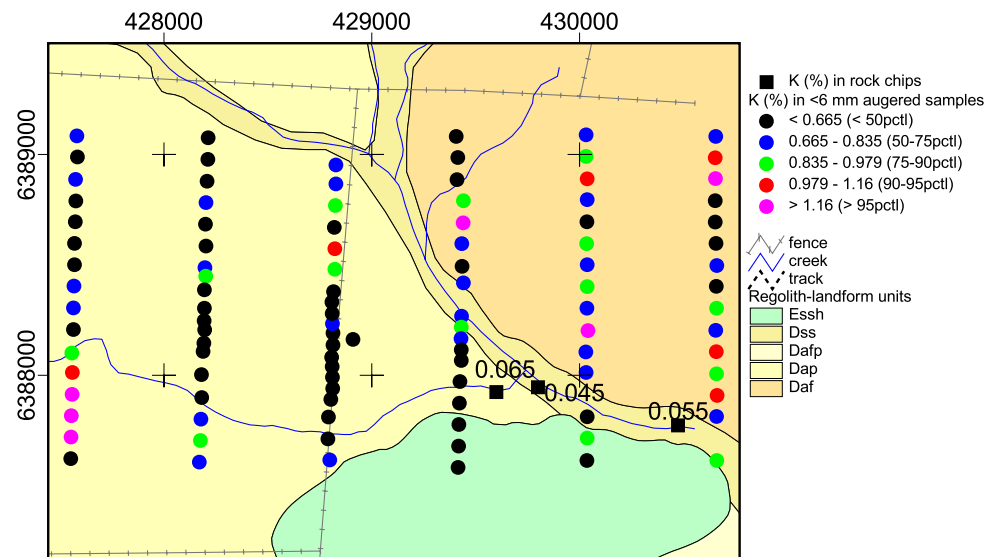 428000 429000 430000
6389000
6388000
0.065
0.045
0.055
K (%) in rock chips
K (%) in <6 mm augered samples
< 0.665 (< 50pctl)
0.665 - 0.835 (50-75pctl)
0.835 - 0.979 (75-90pctl)
0.979 - 1.16 (90-95pctl)
> 1.16 (> 95pctl)
fence
creek
track
Regolith-landform units
Essh
Dss
Dafp
Dap
Daf